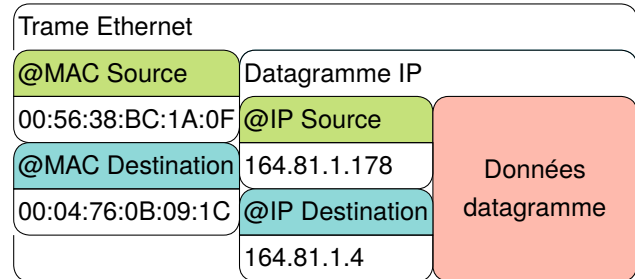 Trame Ethernet
@MAC Source
00:56:38:BC:1A:0F
@MAC Destination
00:04:76:0B:09:1C
Datagramme IP
@IP Source
164.81.1.178
@IP Destination
164.81.1.4
Données
datagramme